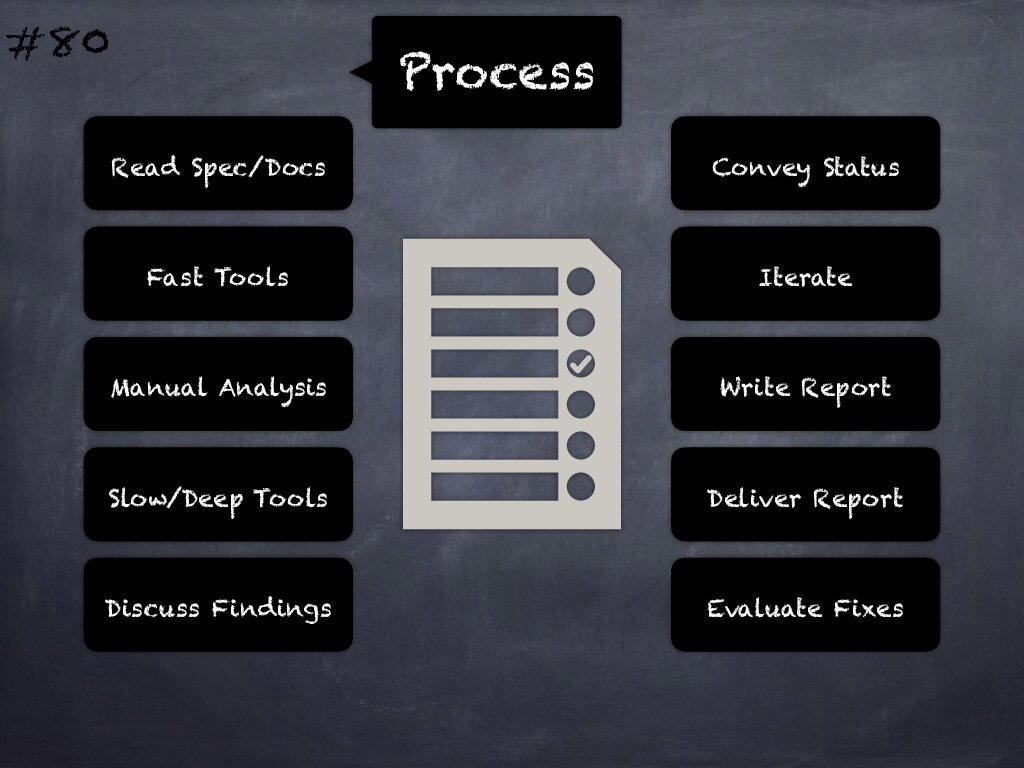 #80
Process
Read Spec/Docs
Fast Tools
Manual Analysis
Slow/Deep Tools
Discuss Findings
Convey Status
Iterate
Write Report
Deliver Report
Evaluate Fixes